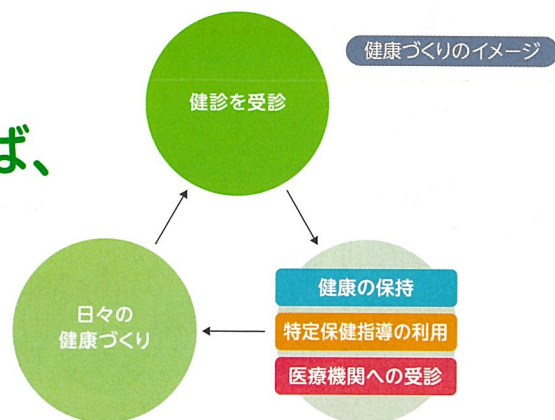 健康づくりのイメージ
健診を受診
ば、
健康の保持
特定保健指導の利用
医療機関への受診
日々の
健康づくり